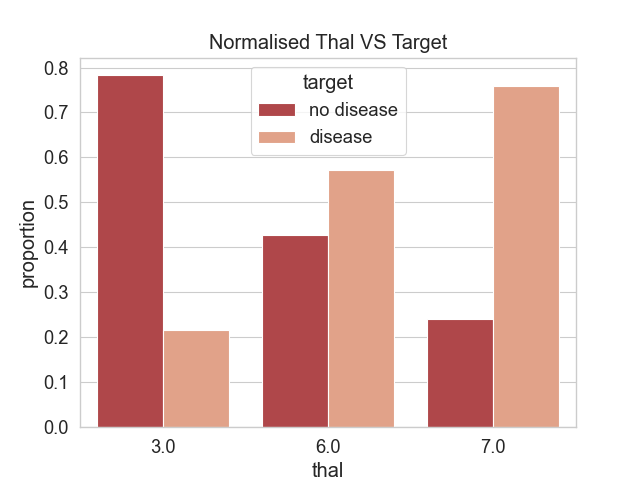 Normalised Thal VS Target
target
no disease
disease
proportion
0.8
0.7
0.6
0.5
0.4
0.3
0.2
0.1
0.0
3.0 6.0 7.0
thal